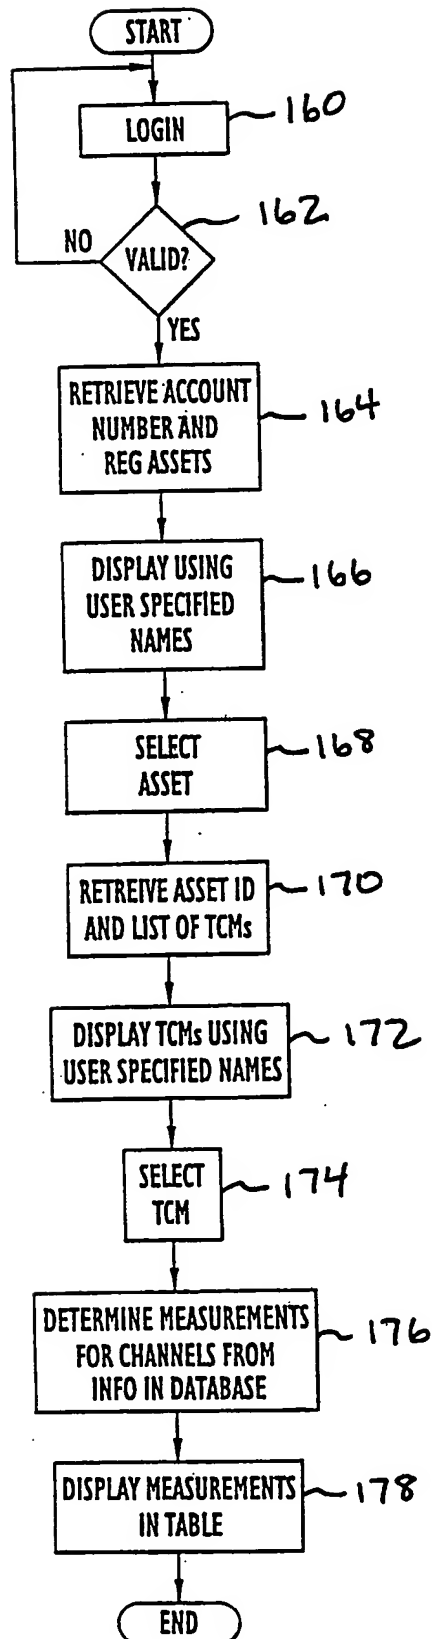 START
LOGIN
160
162
NO
VALID?
YES
RETRIEVE ACCOUNT
NUMBER AND
REG ASSETS
164
DISPLAY USING
USER SPECIFIED
NAMES
166
SELECT
ASSET
168
RETREIVE ASSET ID
AND LIST OF TCMs
170
DISPLAY TCMs USING
USER SPECIFIED NAMES
172
SELECT
TCM
174
DETERMINE MEASUREMENTS
FOR CHANNELS FROM
INFO IN DATABASE
176
DISPLAY MEASUREMENTS
IN TABLE
178
END